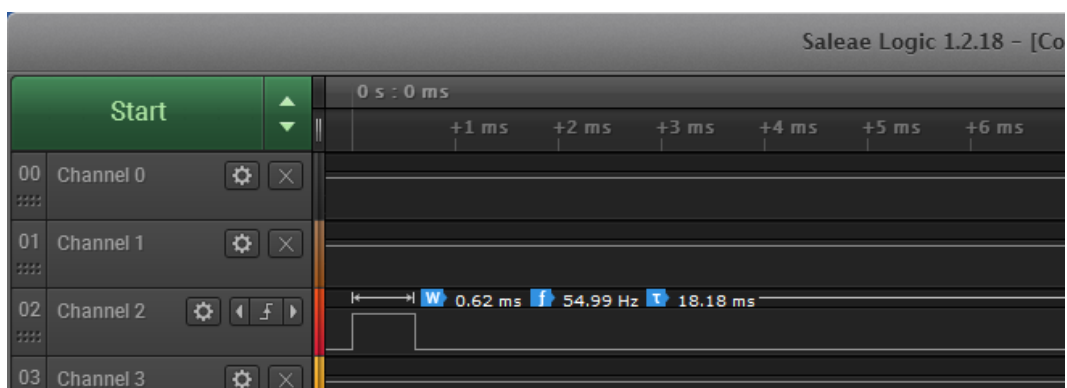 Saleae Logic 1.2.18 – [Co
Start
0 s : 0 ms
+1 ms +2 ms +3 ms +4 ms +5 ms +6 ms
00 Channel 0
01 Channel 1
02 Channel 2
W 0.62 ms f 54.99 Hz τ 18.18 ms
03 Channel 3